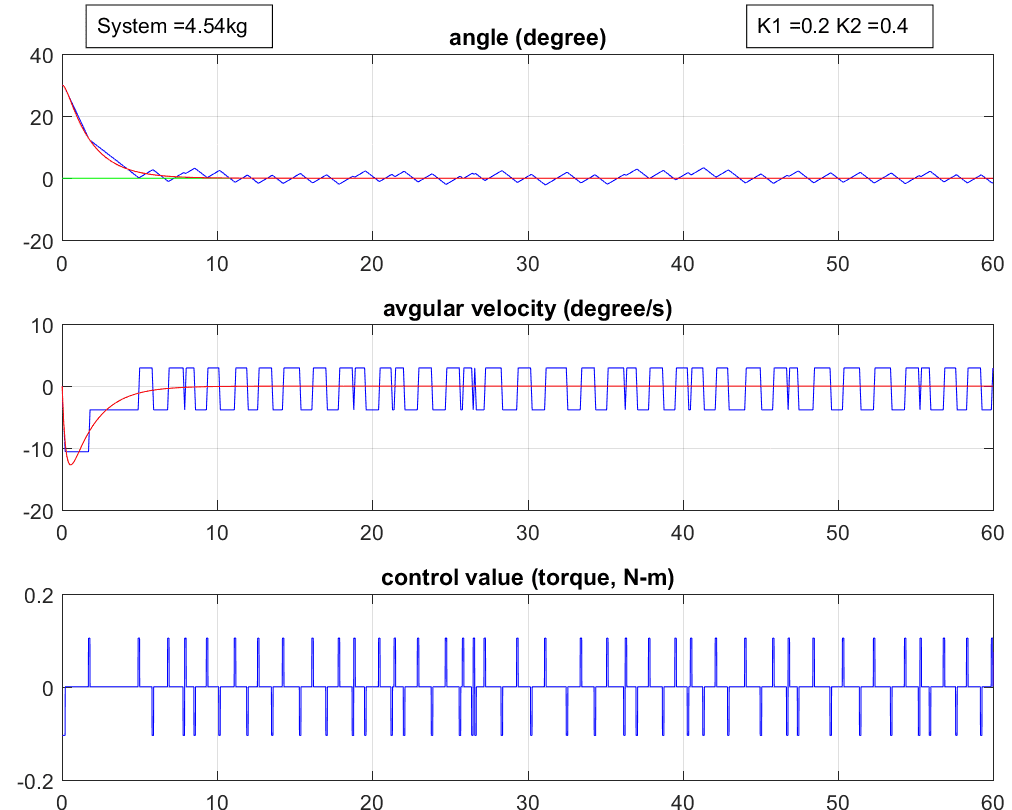 System =4.54kg
K1 =0.2 K2 =0.4
angle (degree)
40
20
0
-20
0 10 20 30 40 50 60
avgular velocity (degree/s)
10
0
-10
-20
0 10 20 30 40 50 60
control value (torque, N-m)
0.2
0
-0.2
0 10 20 30 40 50 60